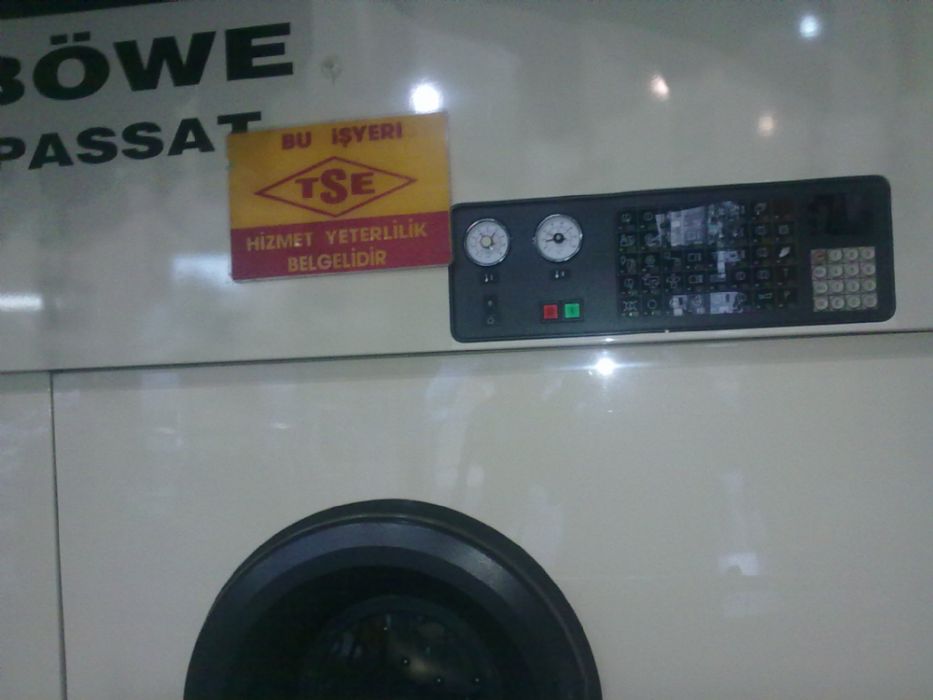 BÖWE
PASSAT
BU İŞYERİ
TSE
HİZMET YETERLİLİK
BELGELİDİR